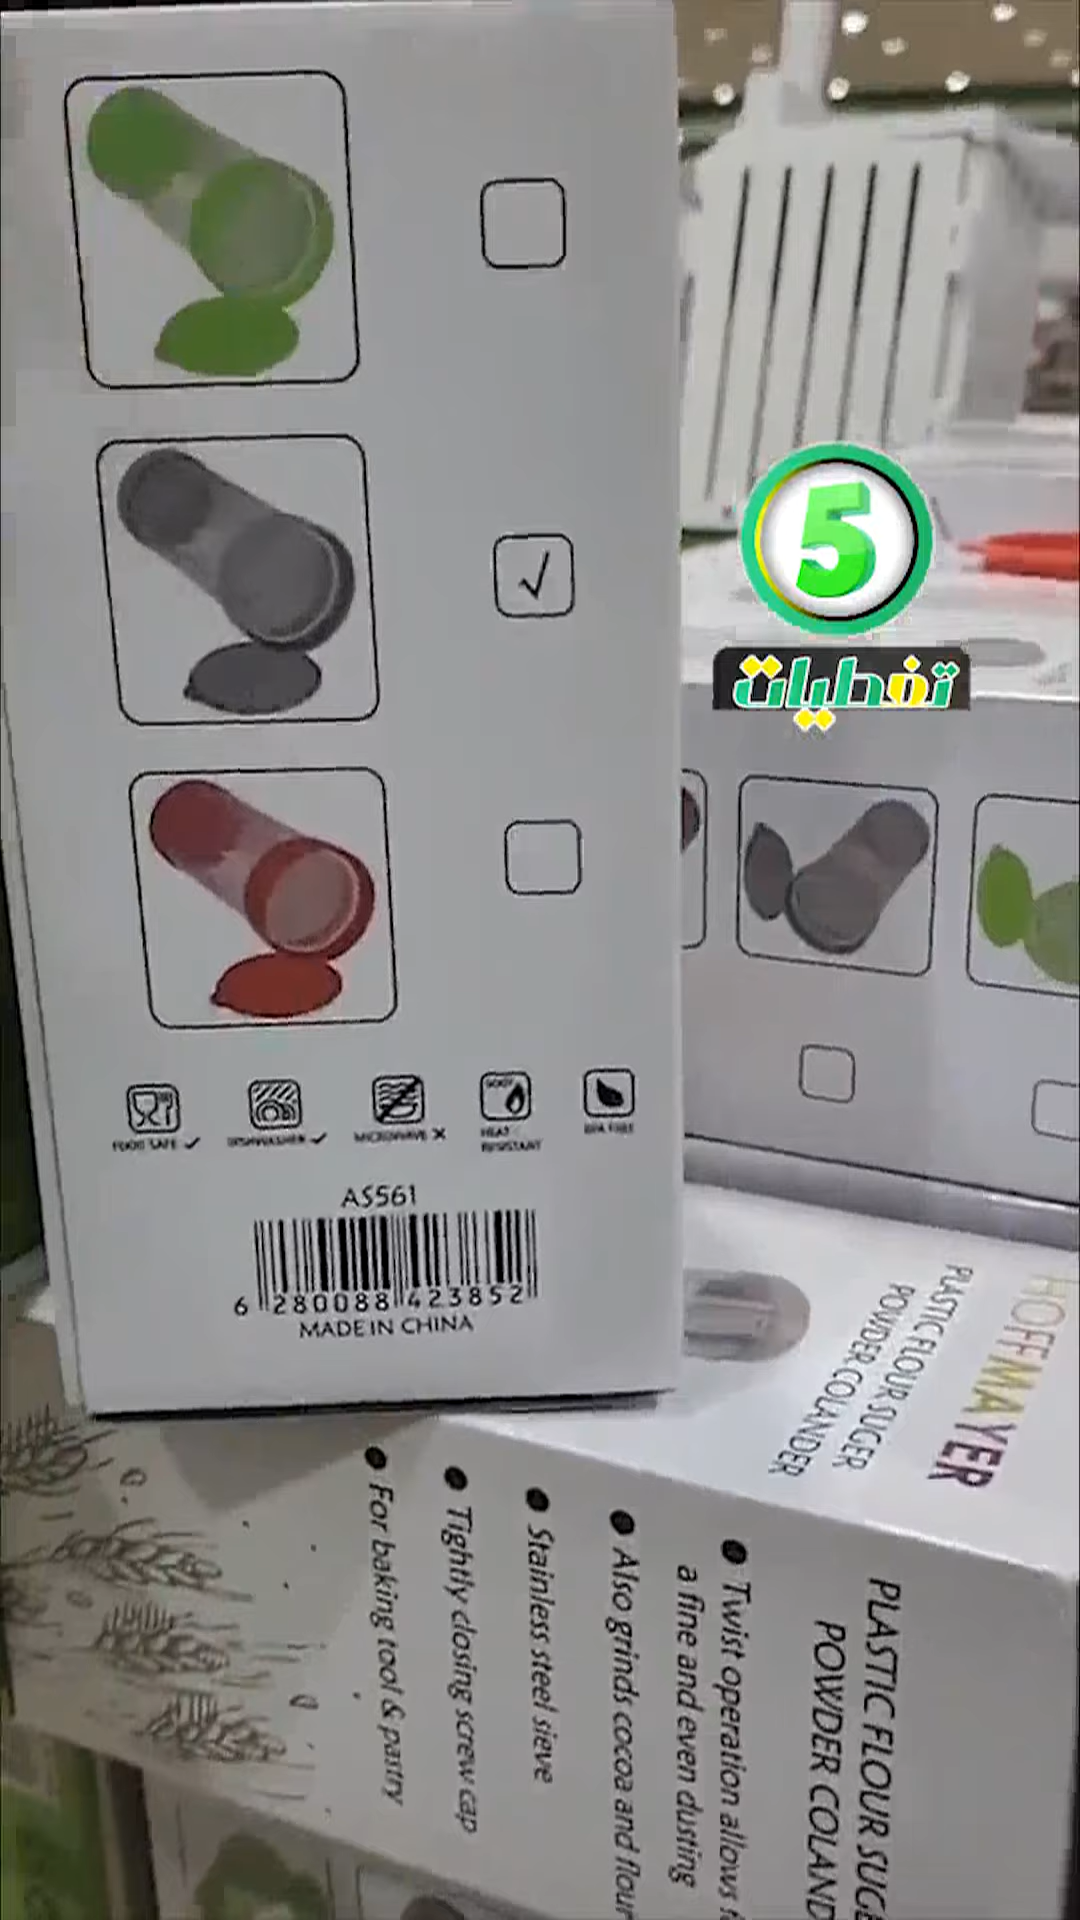 5
تغطيات
FOOD SAFE ✓
DISHWASHER ✓
MICROWAVE X
HEAT
RESISTANT
BPA FREE
AS561
6 280088 423852
MADE IN CHINA
HOFFMAYER
PLASTIC FLOUR SUGER
POWDER COLANDER
PLASTIC FLOUR SUGE
POWDER COLAND
Twist operation allows
a fine and even dusting
Also grinds cocoa and flour
Stainless steel sieve
Tightly closing screw cap
For baking tool & pastry